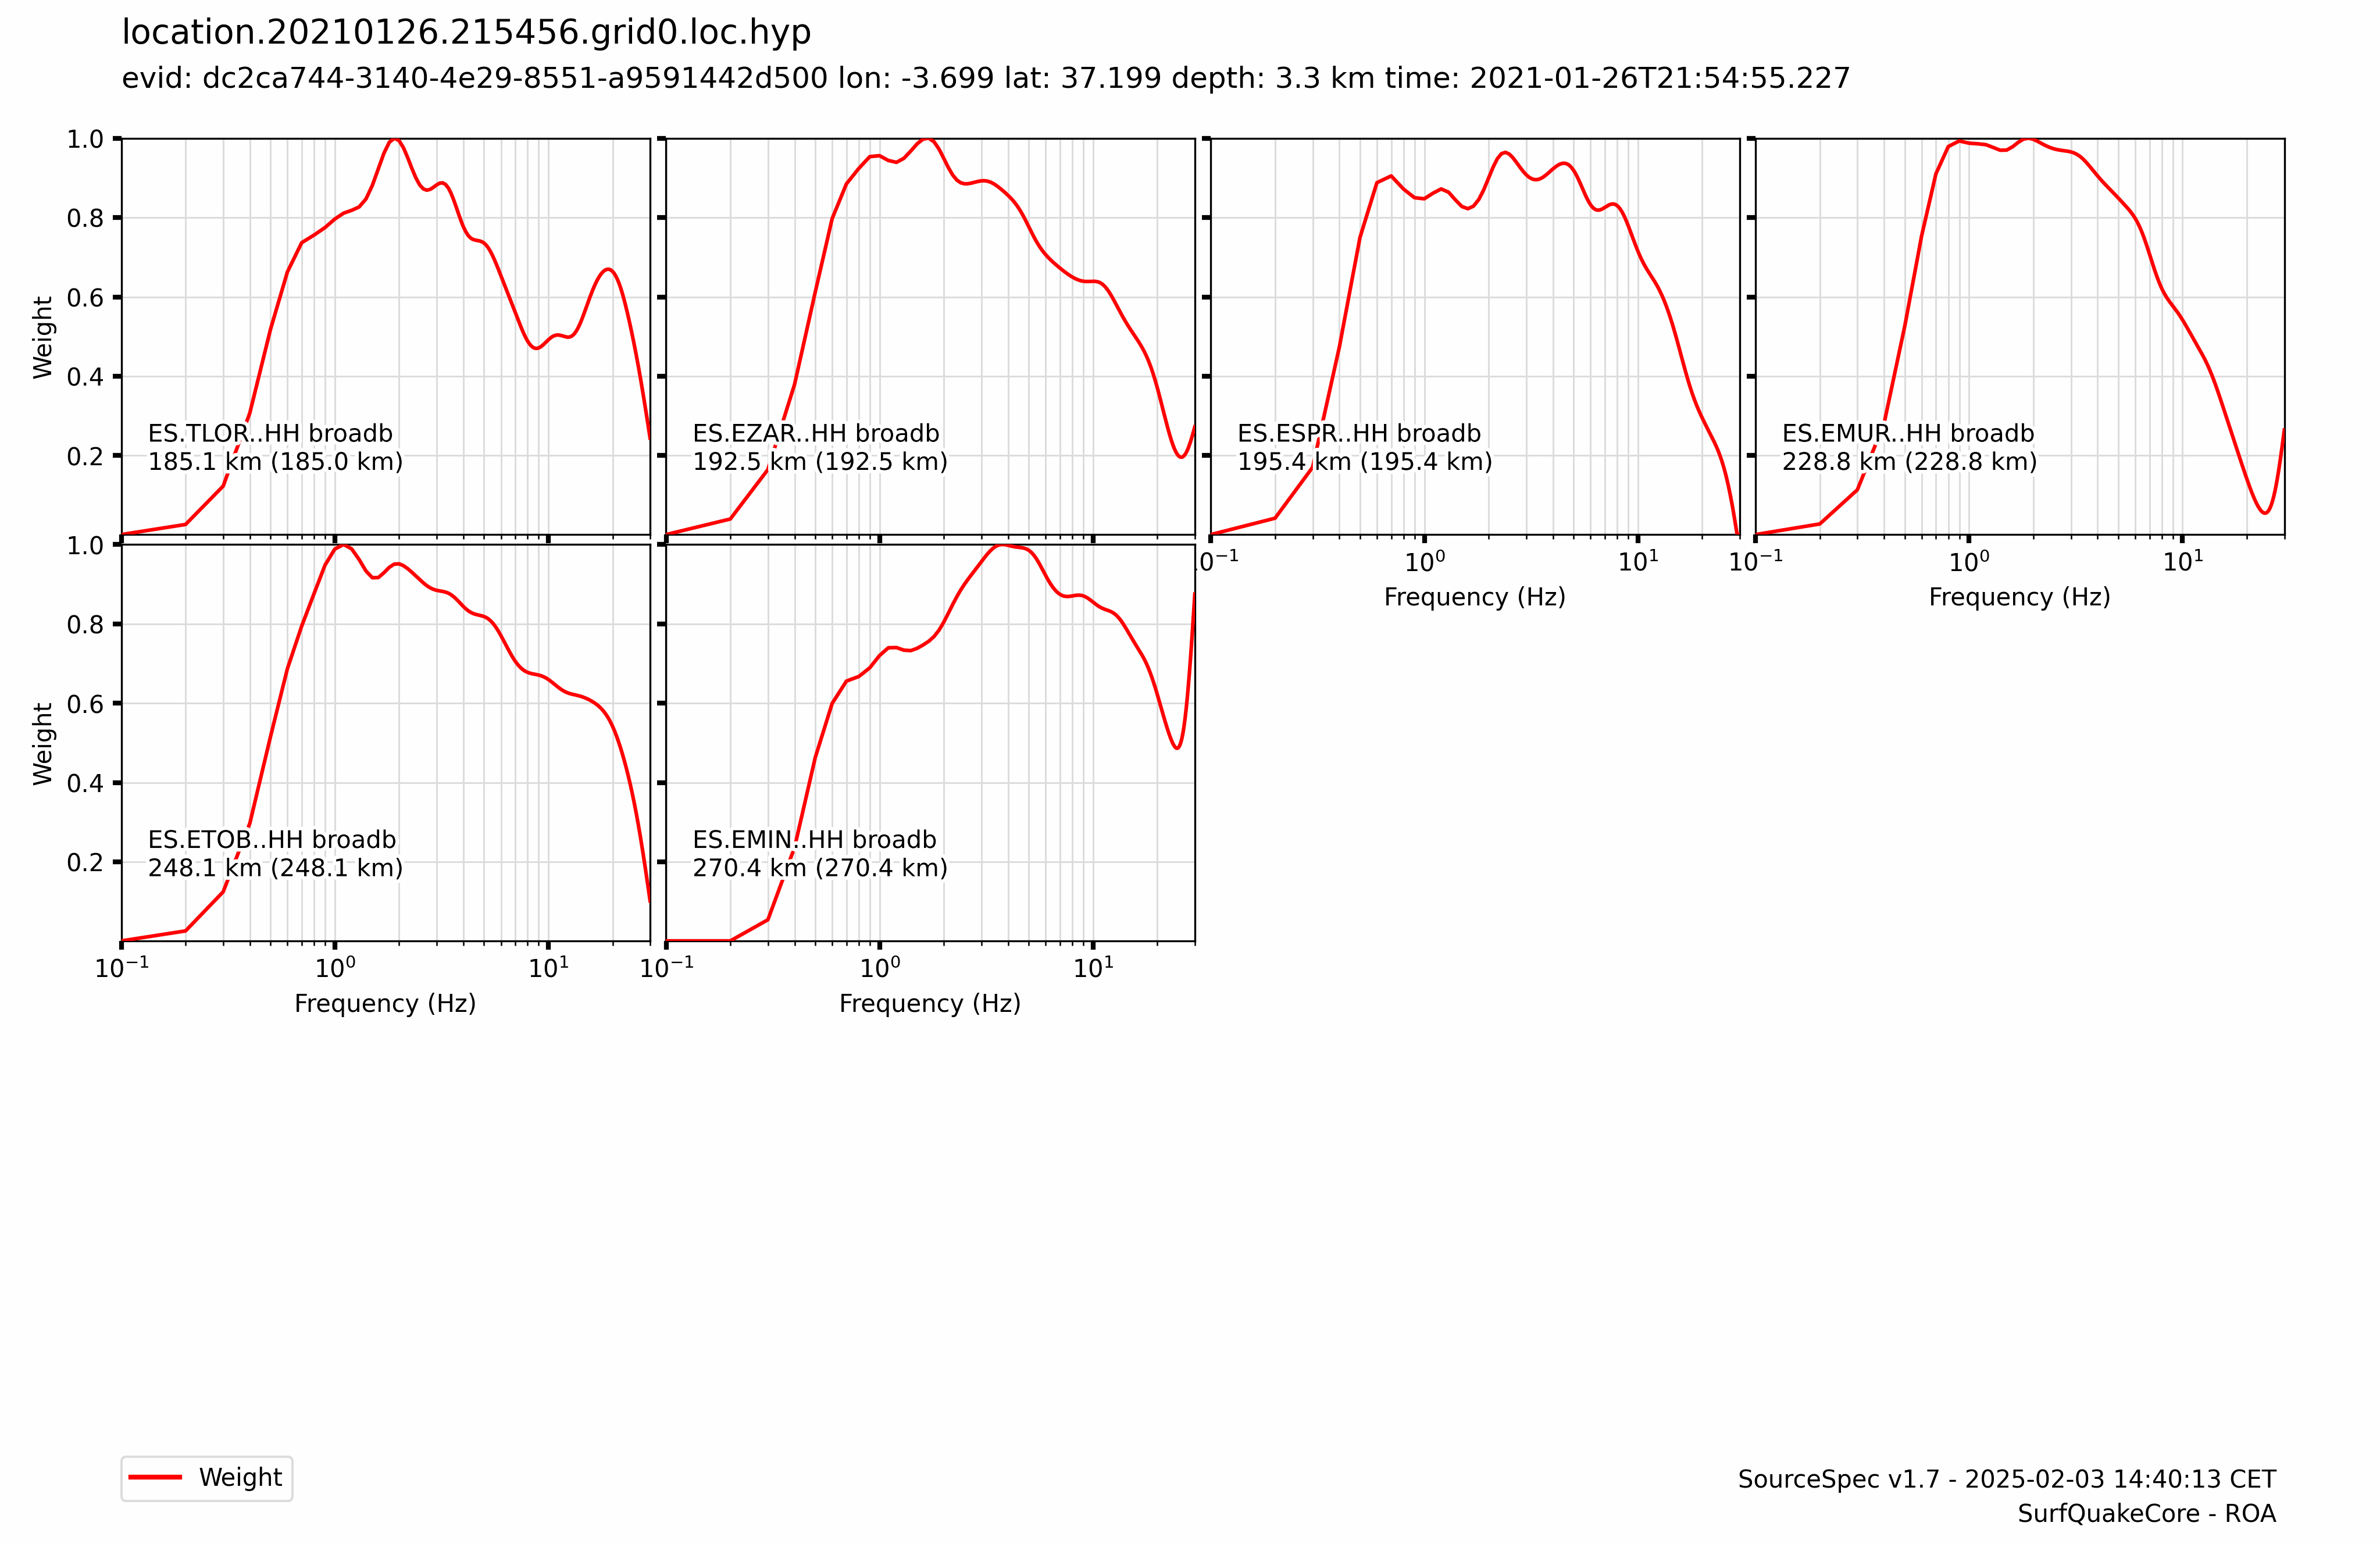 location.20210126.215456.grid0.loc.hyp
evid: dc2ca744-3140-4e29-8551-a9591442d500 lon: -3.699 lat: 37.199 depth: 3.3 km time: 2021-01-26T21:54:55.227
1.0
0.8
0.6
0.4
0.2
Weight
ES.TLOR..HH broadb
185.1 km (185.0 km)
ES.EZAR..HH broadb
192.5 km (192.5 km)
ES.ESPR..HH broadb
195.4 km (195.4 km)
10⁻¹ 10⁰ 10¹
Frequency (Hz)
ES.EMUR..HH broadb
228.8 km (228.8 km)
10⁻¹ 10⁰ 10¹
Frequency (Hz)
1.0
0.8
0.6
0.4
0.2
Weight
ES.ETOB..HH broadb
248.1 km (248.1 km)
10⁻¹ 10⁰ 10¹
Frequency (Hz)
ES.EMIN..HH broadb
270.4 km (270.4 km)
10⁻¹ 10⁰ 10¹
Frequency (Hz)
Weight
SourceSpec v1.7 - 2025-02-03 14:40:13 CET
SurfQuakeCore - ROA